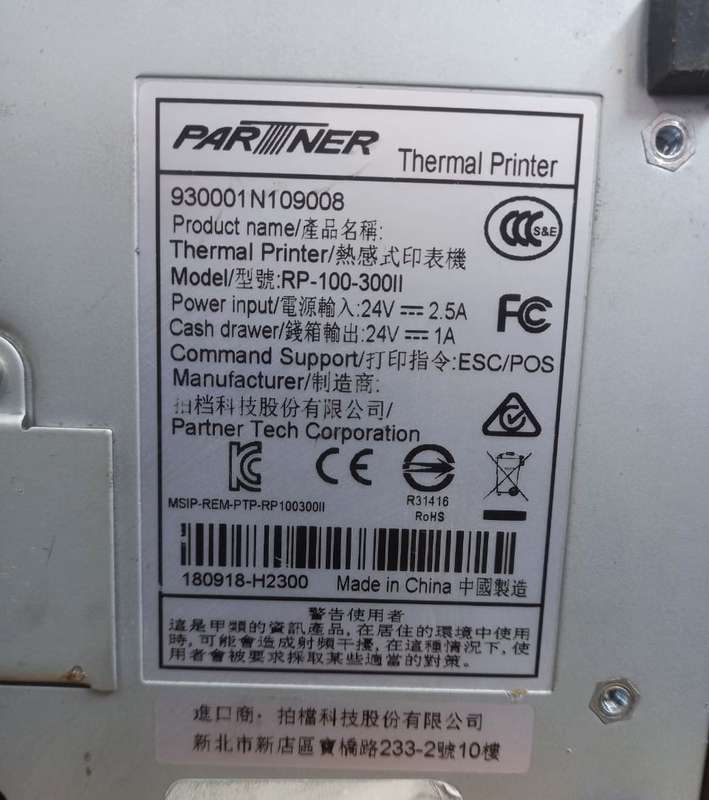 PARTNER
Thermal Printer
930001N109008
Product name/產品名稱:
Thermal Printer/熱感式印表機
Model/型號:RP-100-300II
Power input/電源輸入:24V ⎓ 2.5A
Cash drawer/錢箱輸出:24V ⎓ 1A
Command Support/打印指令:ESC/POS
Manufacturer/制造商:
拍档科技股份有限公司/
Partner Tech Corporation
CCC S&E
FC
KC
CE
R31416
RoHS
MSIP-REM-PTP-RP100300II
180918-H2300
Made in China 中國製造
警告使用者
這是甲類的資訊產品, 在居住的環境中使用
時, 可能會造成射頻干擾, 在這種情況下, 使
用者會被要求採取某些適當的對策。
進口商: 拍檔科技股份有限公司
新北市新店區寶橋路233-2號10樓